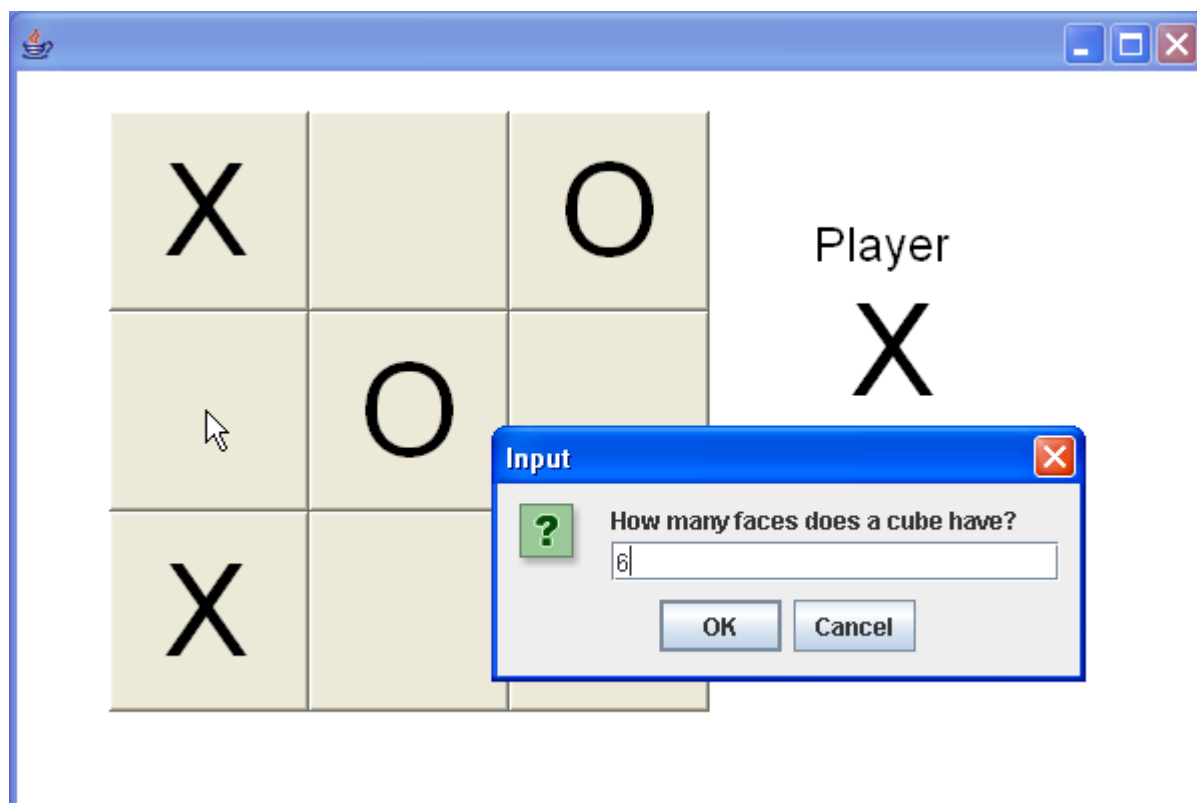 X O
Player
X
O
Input
How many faces does a cube have?
6
X
OK Cancel